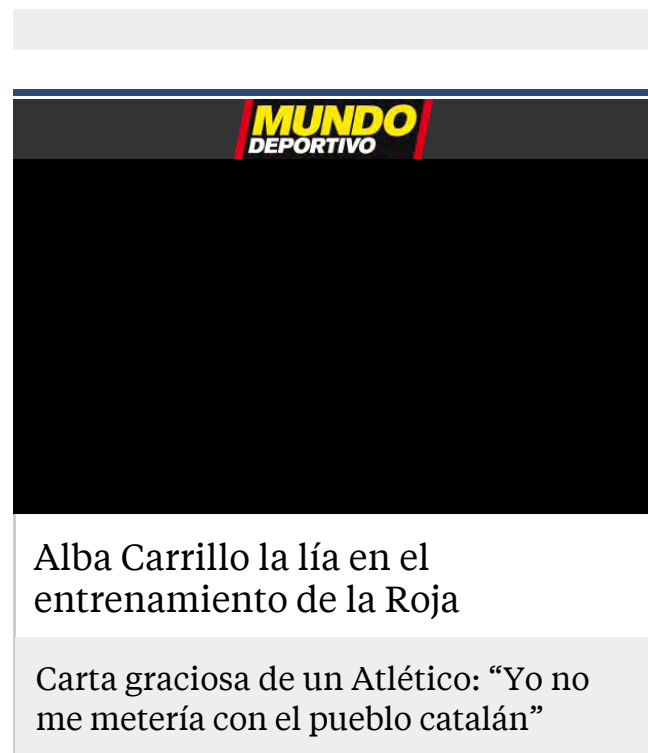 MUNDO
DEPORTIVO
Alba Carrillo la lía en el
entrenamiento de la Roja
Carta graciosa de un Atlético: “Yo no
me metería con el pueblo catalán”